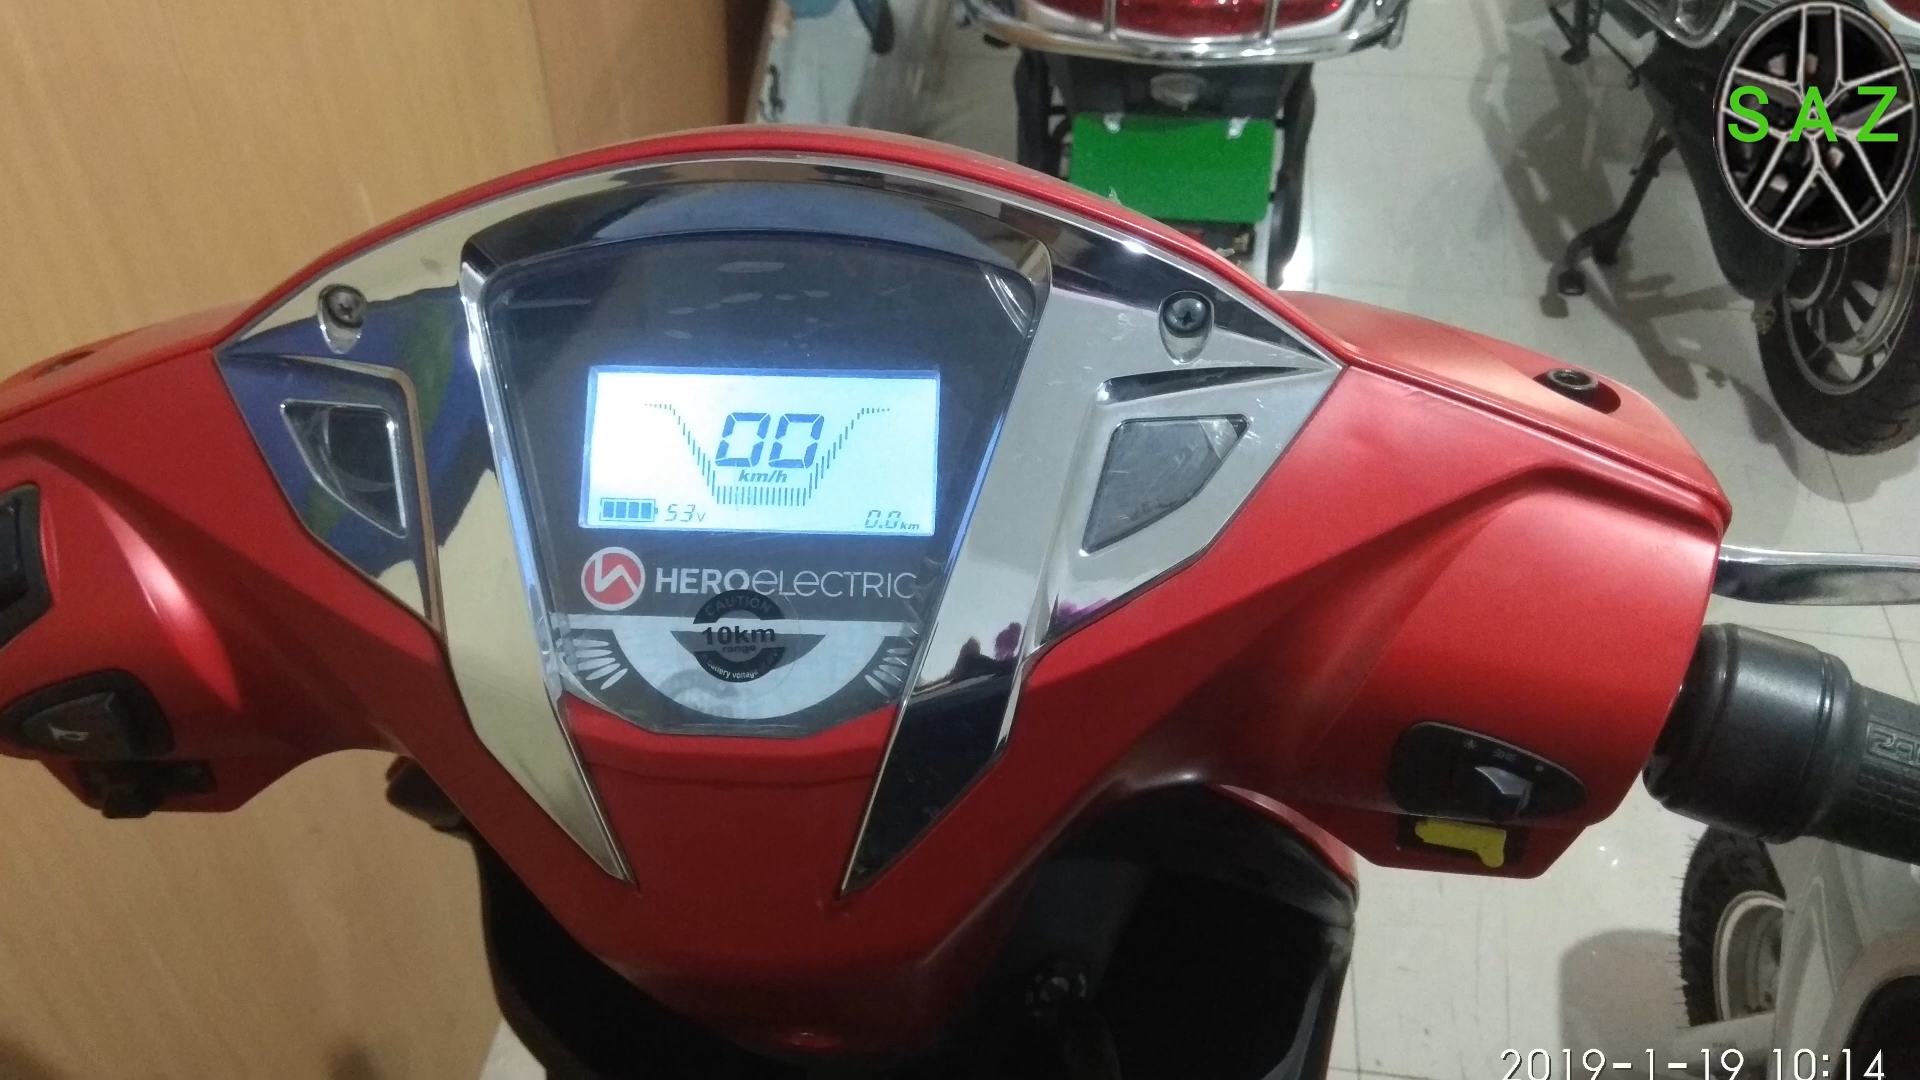 SAZ
00
km/h
53v
0.0km
HEROeLecTRIC
CAUTION
10km
range
battery voltage
2019-1-19 10:14